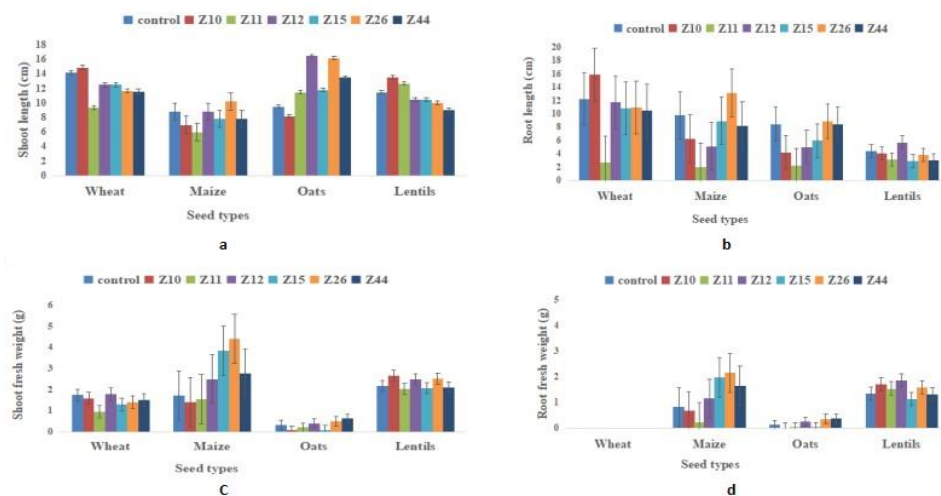 control Z10 Z11 Z12 Z15 Z26 Z44
Shoot length (cm)
18
16
14
12
10
8
6
4
2
0
Wheat Maize Oats Lentils
Seed types
a
control Z10 Z11 Z12 Z15 Z26 Z44
Root length (cm)
20
18
16
14
12
10
8
6
4
2
0
Wheat Maize Oats Lentils
Seed types
b
control Z10 Z11 Z12 Z15 Z26 Z44
Shoot fresh weight (g)
6
5
4
3
2
1
0
Wheat Maize Oats Lentils
Seed types
C
control Z10 Z11 Z12 Z15 Z26 Z44
Root fresh weight (g)
5
4
3
2
1
0
Wheat Maize Oats Lentils
Seed types
d